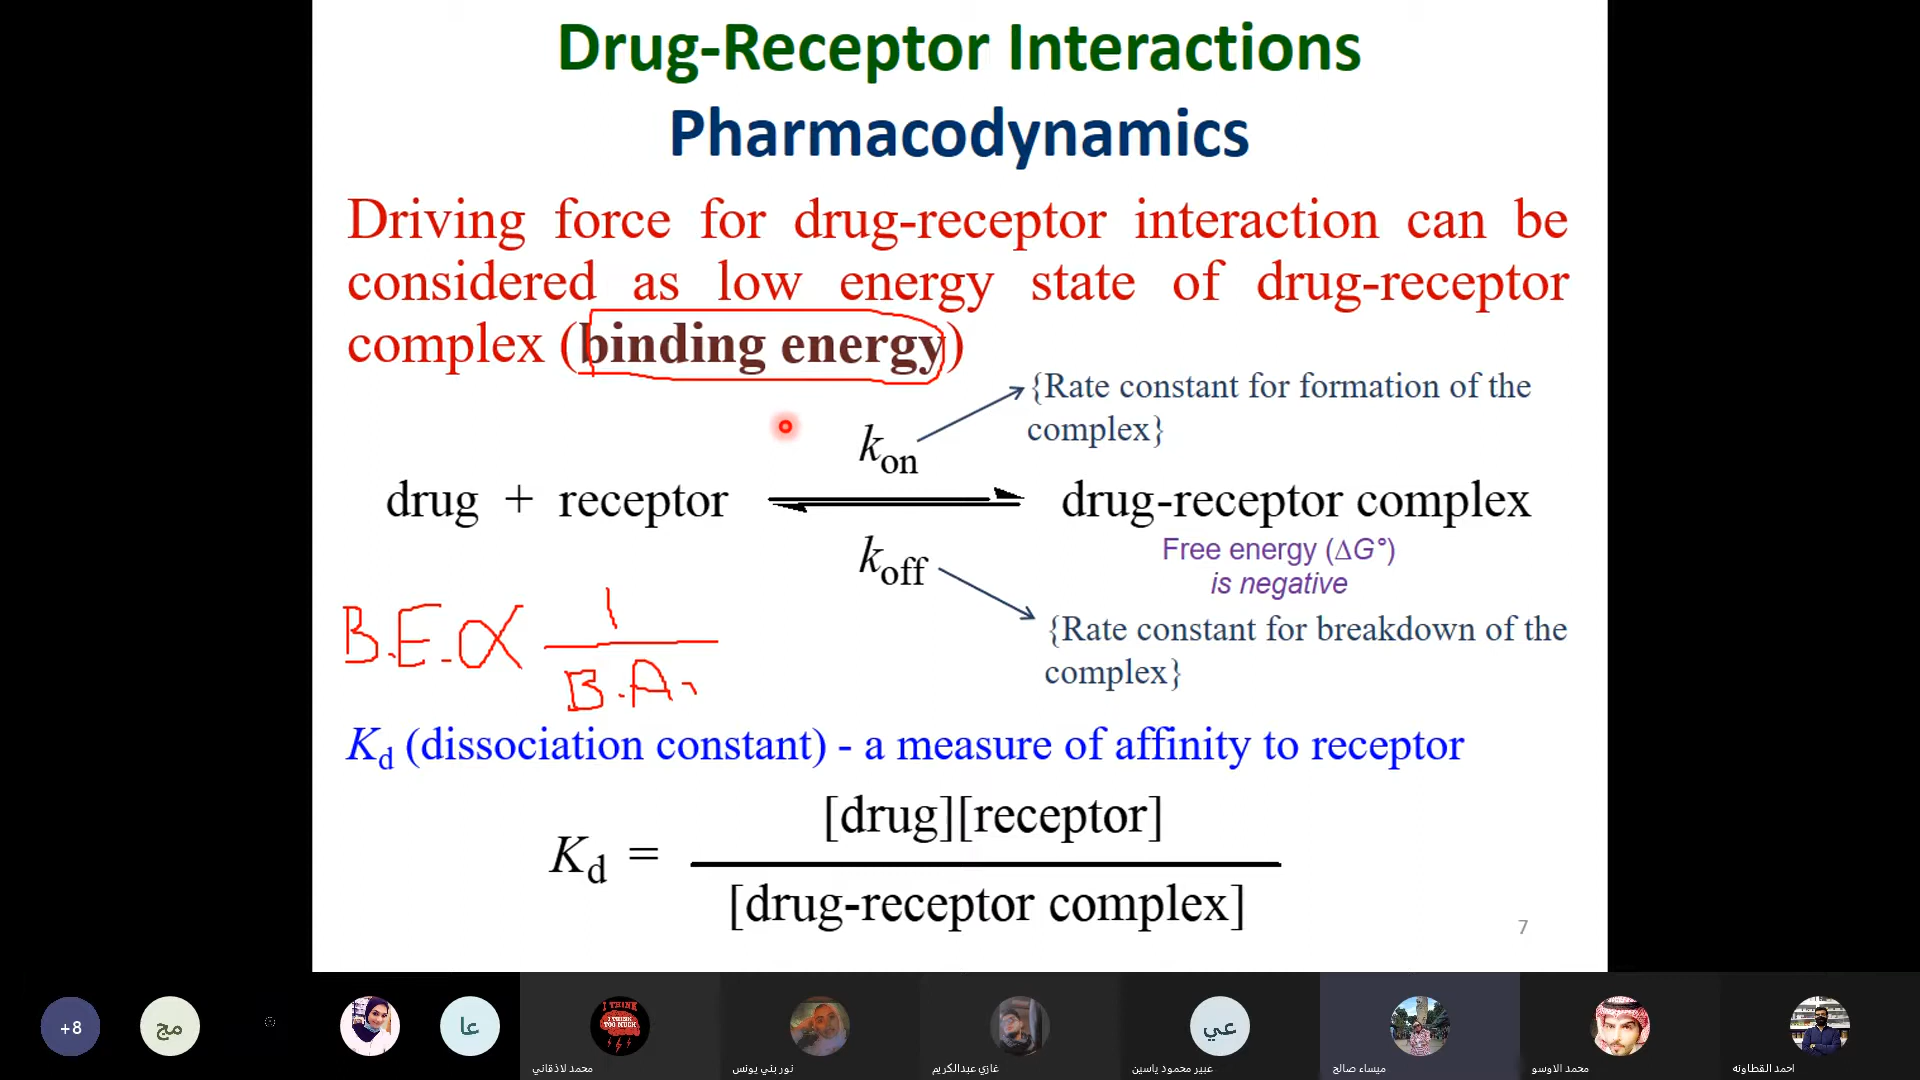 Drug-Receptor Interactions
Pharmacodynamics
Driving force for drug-receptor interaction can be
considered as low energy state of drug-receptor
complex (binding energy)
{Rate constant for formation of the
complex}
kon
drug + receptor
drug-receptor complex
Free energy (ΔG°)
is negative
koff
{Rate constant for breakdown of the
complex}
B.E. ∝ 1
B.A.
Kd (dissociation constant) - a measure of affinity to receptor
[drug][receptor]
Kd =
[drug-receptor complex]
7
+8
مج
عا
I THINK
I THINK
TOO MUCH
عي
محمد لاذقاني
نور بني يونس
غازي عبدالكريم
عبير محمود ياسين
ميساء صالح
محمد الاوسو
احمد القطاونه